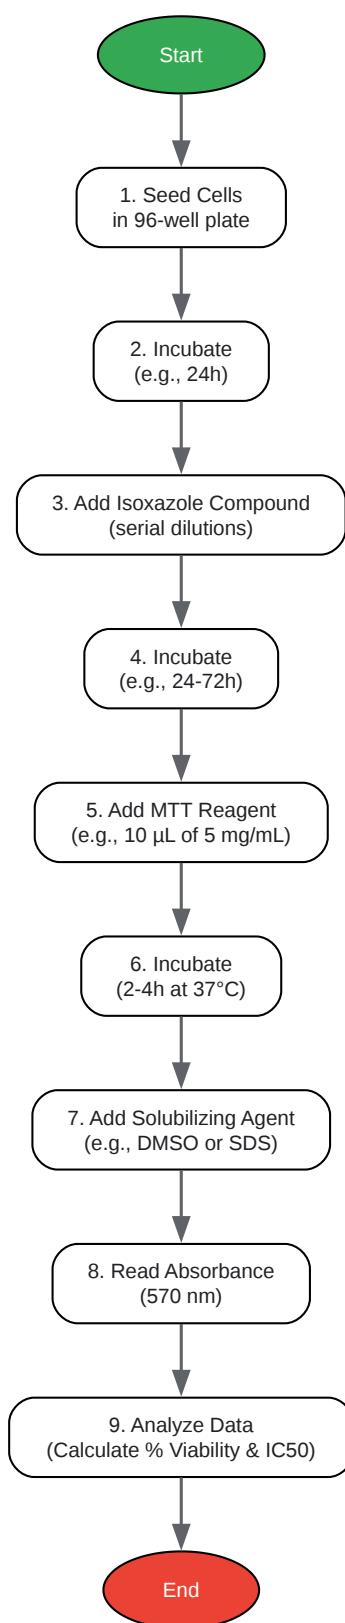 Start
1. Seed Cells
in 96-well plate
2. Incubate
(e.g., 24h)
3. Add Isoxazole Compound
(serial dilutions)
4. Incubate
(e.g., 24-72h)
5. Add MTT Reagent
(e.g., 10 µL of 5 mg/mL)
6. Incubate
(2-4h at 37°C)
7. Add Solubilizing Agent
(e.g., DMSO or SDS)
8. Read Absorbance
(570 nm)
9. Analyze Data
(Calculate % Viability & IC50)
End